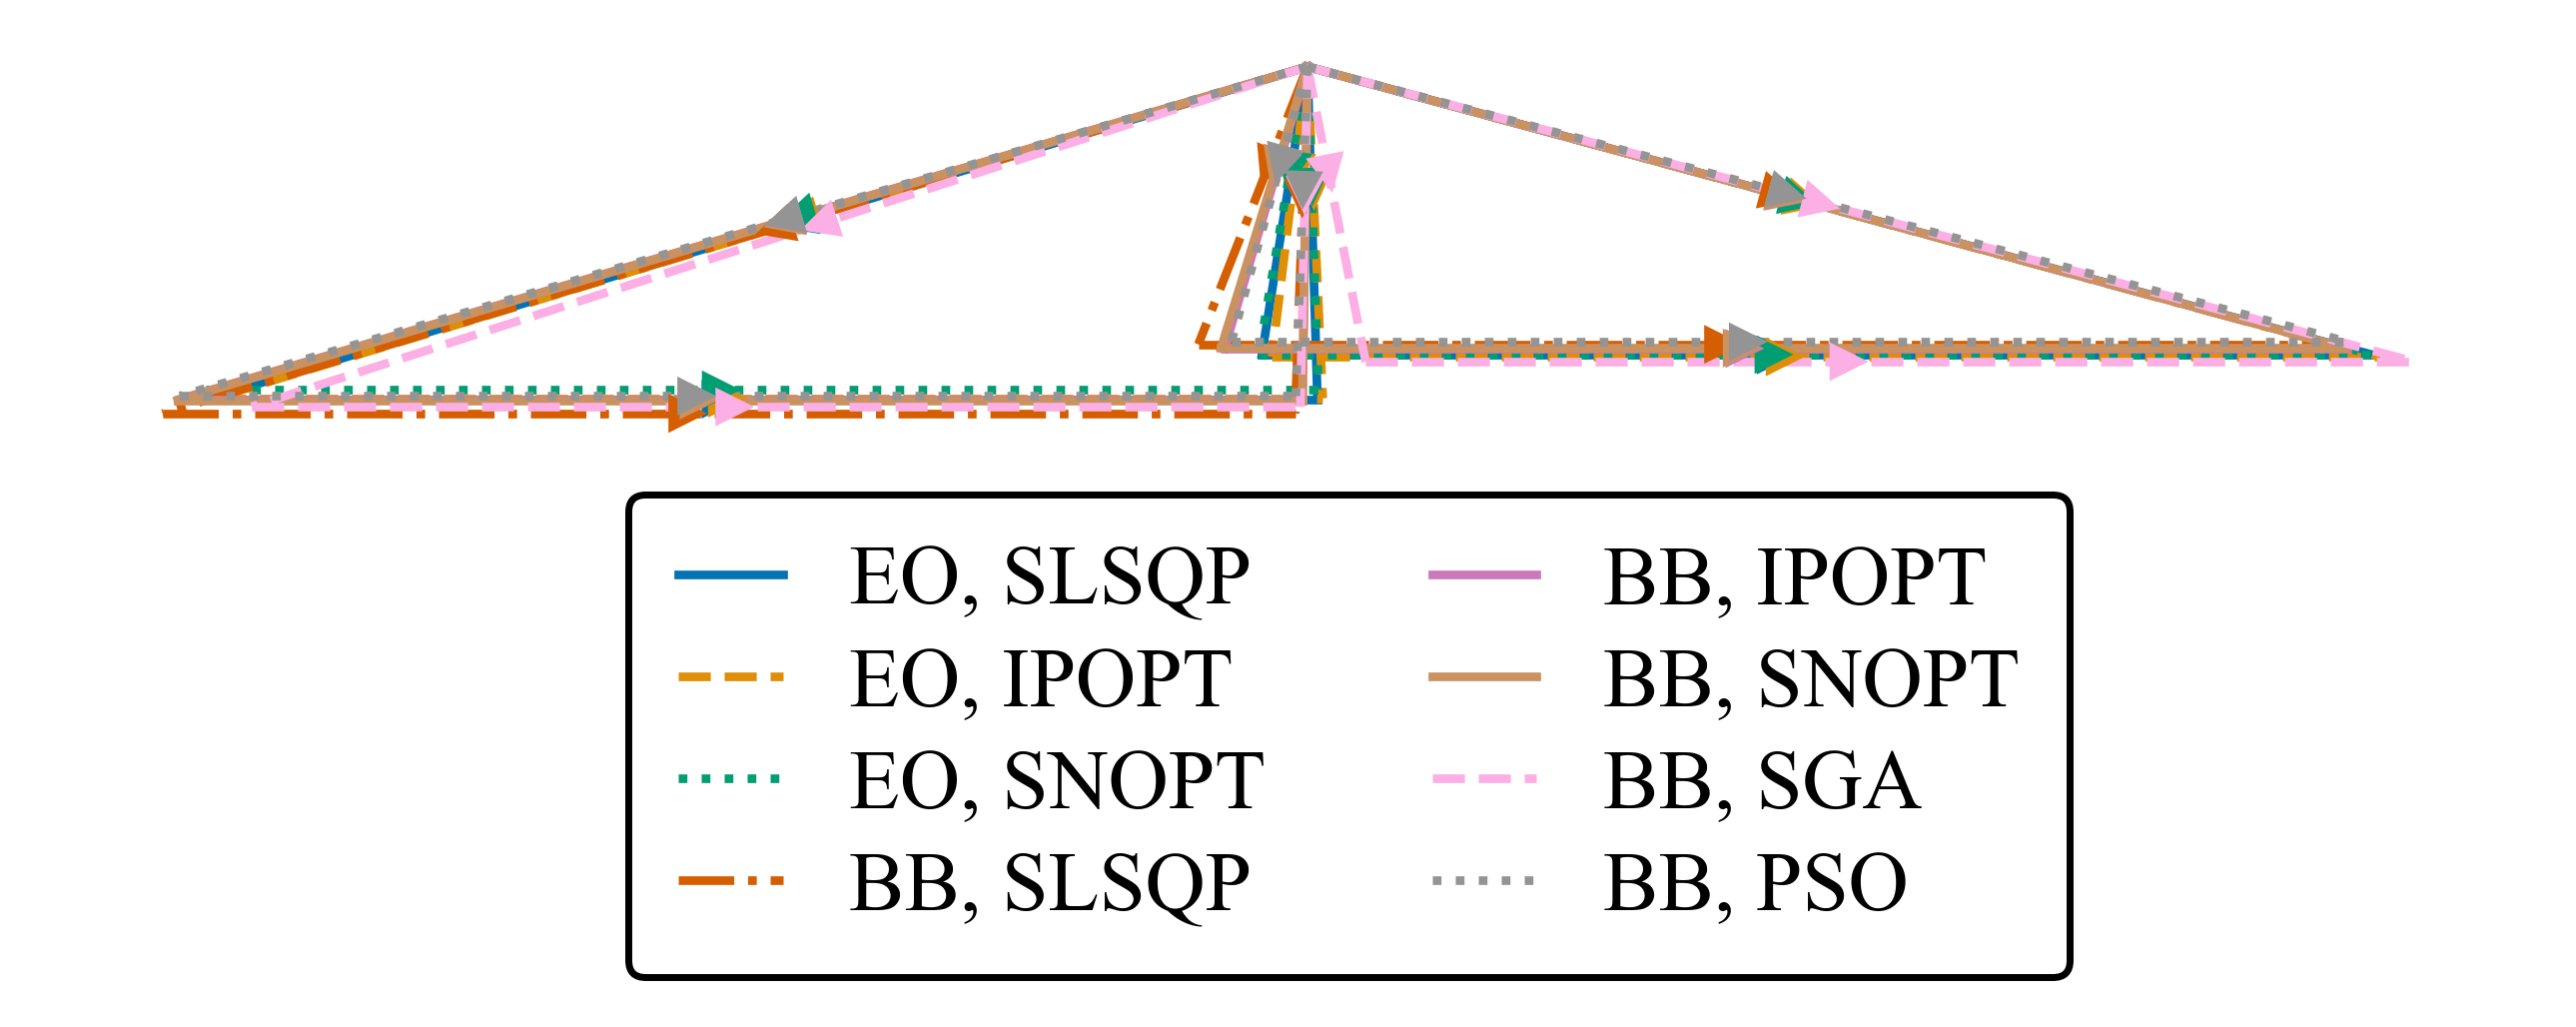 EO, SLSQP
EO, IPOPT
EO, SNOPT
BB, SLSQP
BB, IPOPT
BB, SNOPT
BB, SGA
BB, PSO